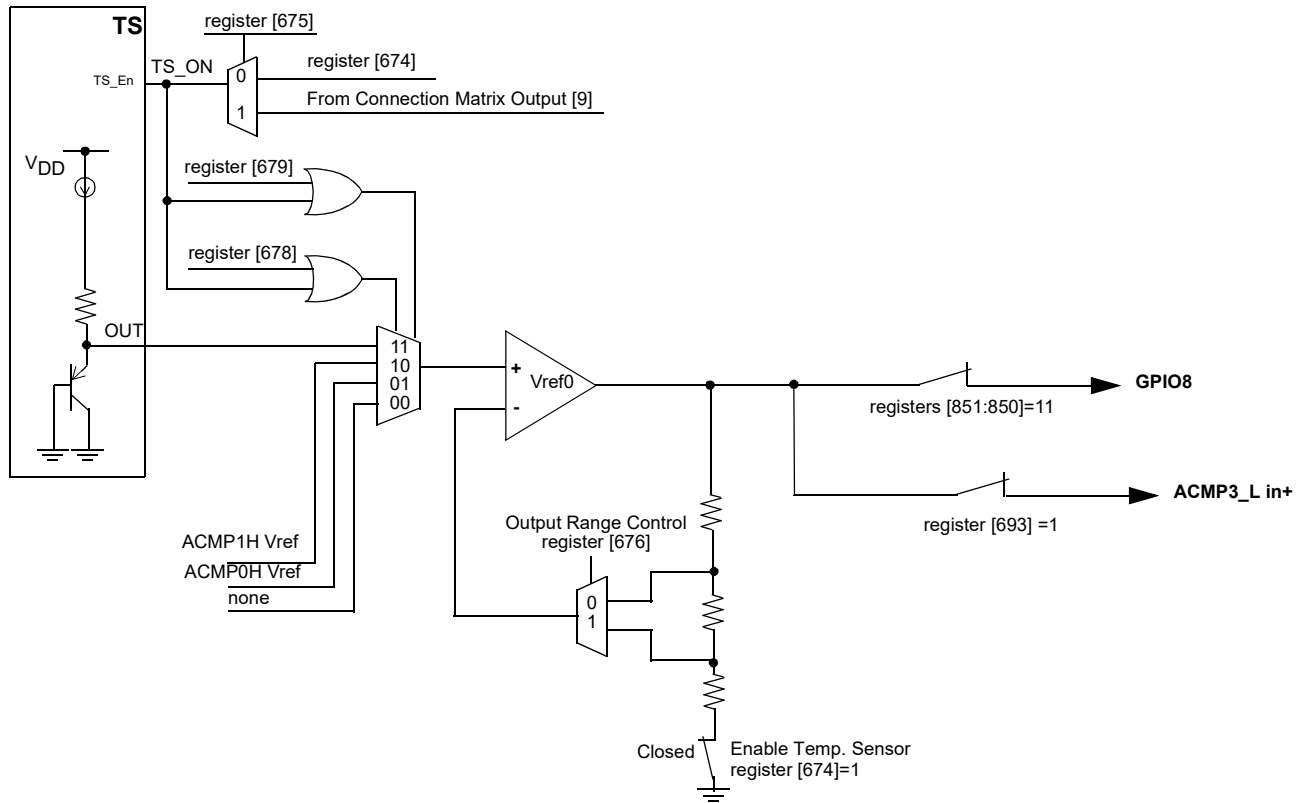 TS
register [675]
TS_En
TS_ON
0
1
register [674]
From Connection Matrix Output [9]
VDD
register [679]
register [678]
OUT
11
10
01
00
+
-
Vref0
GPIO8
registers [851:850]=11
ACMP3_L in+
register [693] =1
Output Range Control
register [676]
0
1
ACMP1H Vref
ACMP0H Vref
none
Closed
Enable Temp. Sensor
register [674]=1